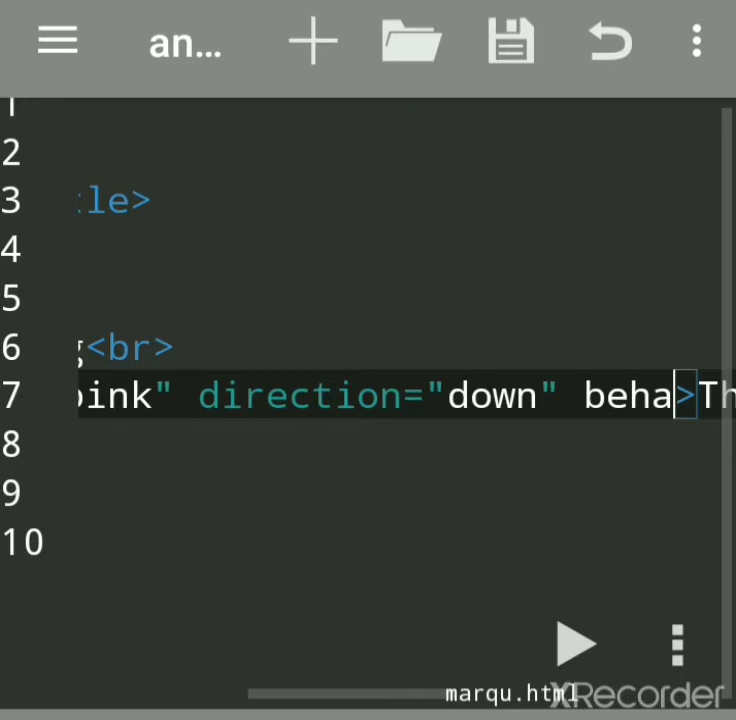 an...
1
2
3 tle>
4
5
6 g<br>
7 pink" direction="down" beha>Th
8
9
10
marqu.html
XRecorder